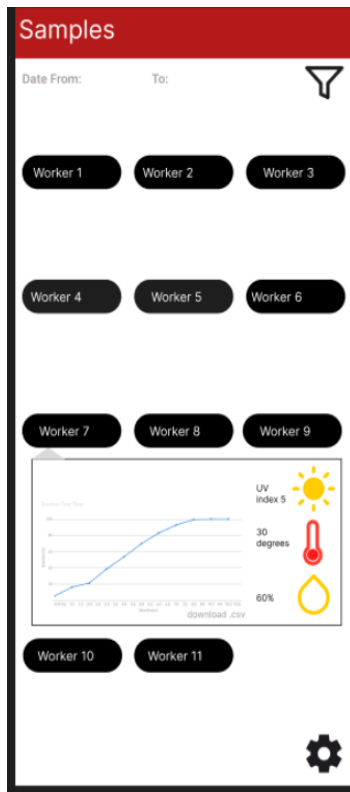 Samples
Date From: To:
Worker 1 Worker 2 Worker 3
Worker 4 Worker 5 Worker 6
Worker 7 Worker 8 Worker 9
UV
index 5
30
degrees
60%
download .csv
Worker 10 Worker 11